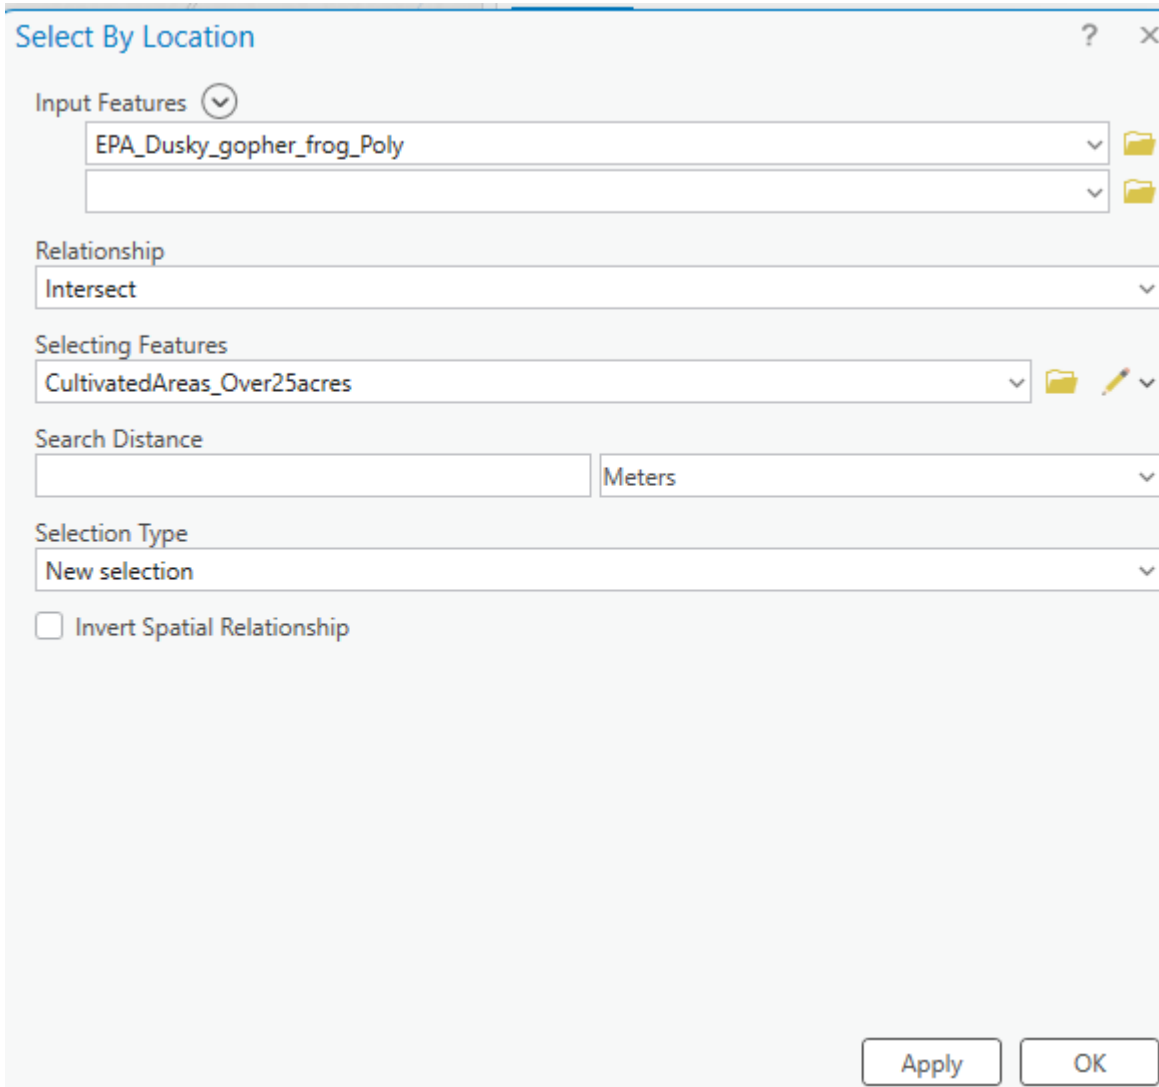 Select By Location
?
Input Features
EPA_Dusky_gopher_frog_Poly
Relationship
Intersect
Selecting Features
CultivatedAreas_Over25acres
Search Distance
Meters
Selection Type
New selection
Invert Spatial Relationship
Apply OK